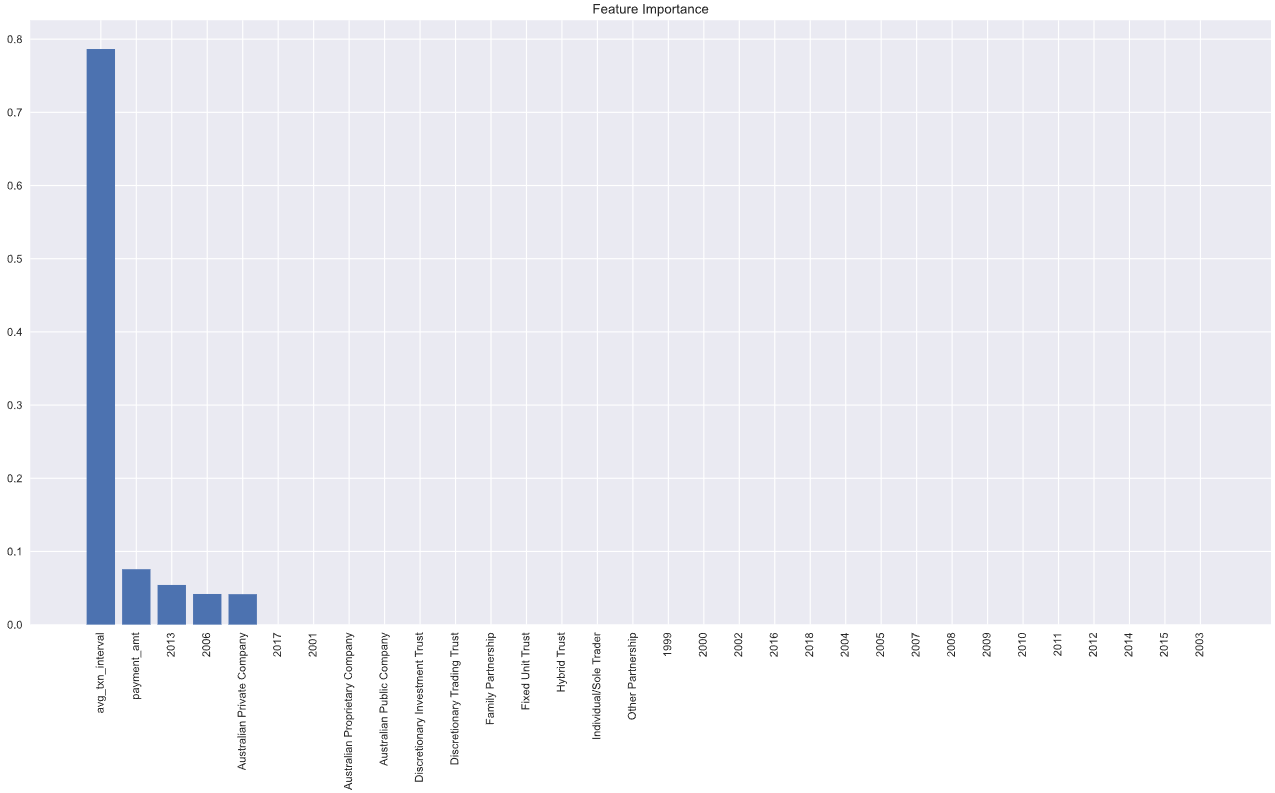 Feature Importance
0.8
0.7
0.6
0.5
0.4
0.3
0.2
0.1
0.0
avg_txn_interval
payment_amt
2013
2006
Australian Private Company
2017
2001
Australian Proprietary Company
Australian Public Company
Discretionary Investment Trust
Discretionary Trading Trust
Family Partnership
Fixed Unit Trust
Hybrid Trust
Individual/Sole Trader
Other Partnership
1999
2000
2002
2016
2018
2004
2005
2007
2008
2009
2010
2011
2012
2014
2015
2003